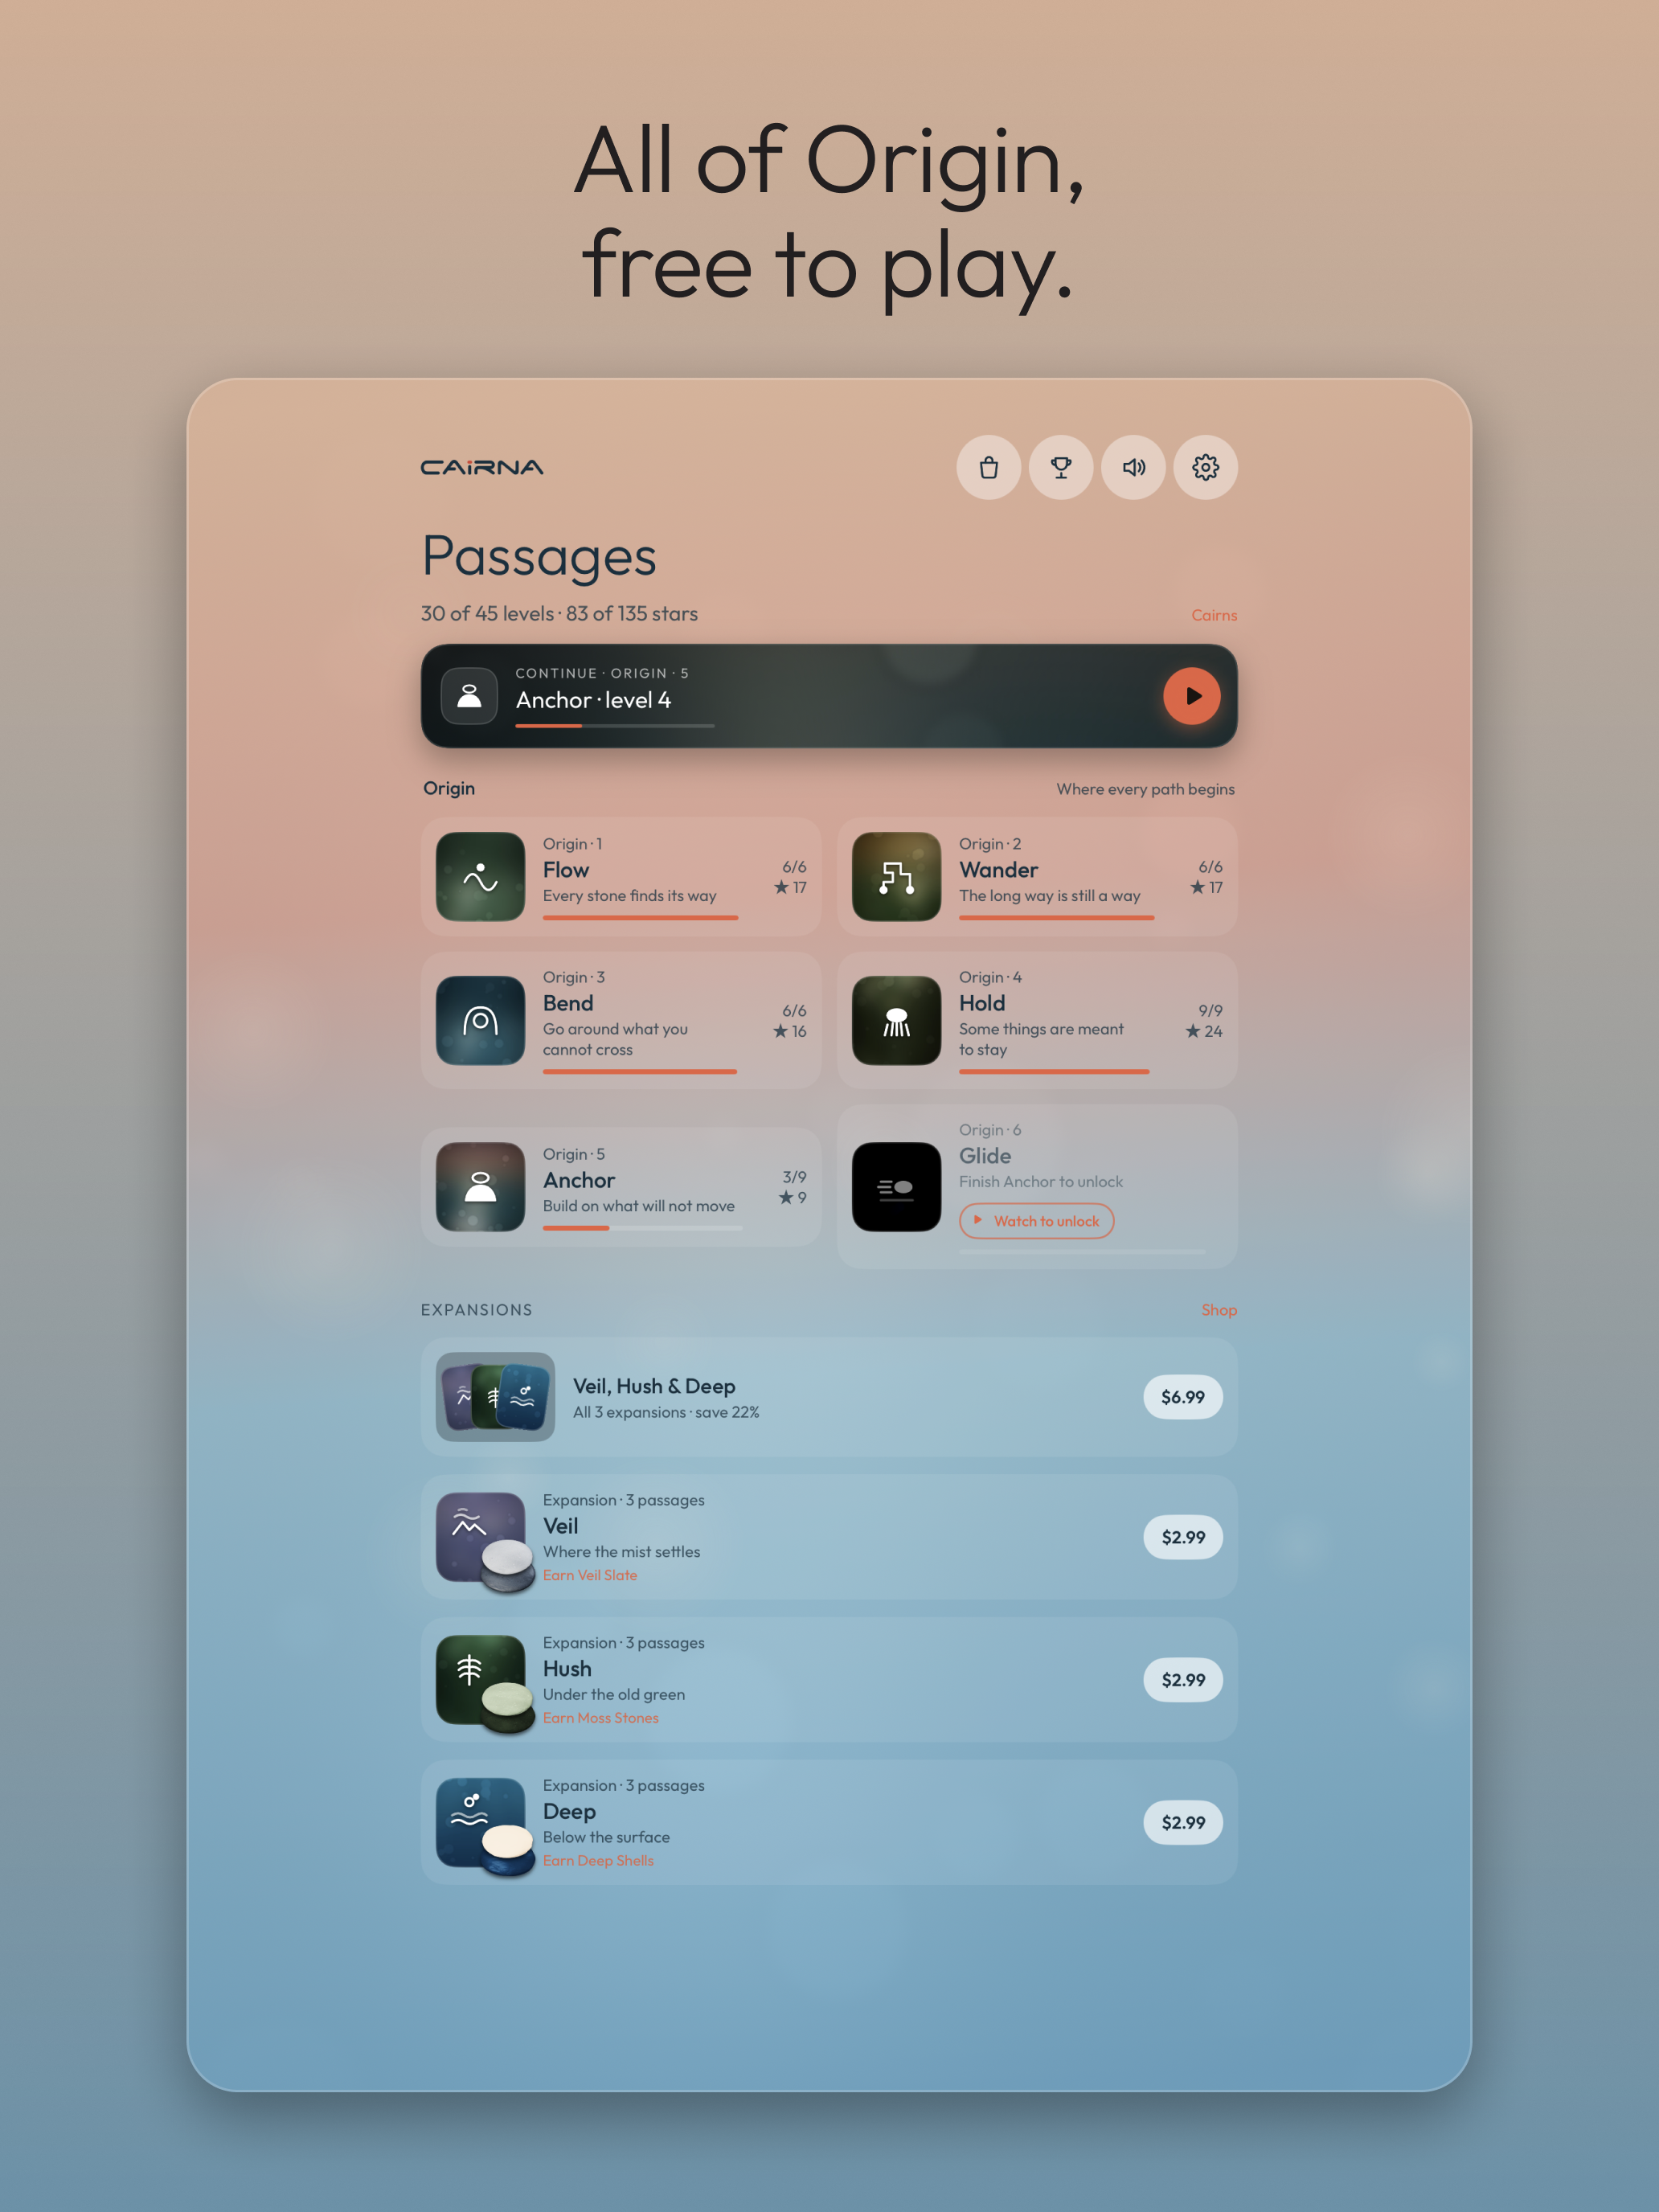 All of Origin,
free to play.
CAiRNA
Passages
30 of 45 levels · 83 of 135 stars
Cairns
CONTINUE · ORIGIN · 5
Anchor · level 4
Origin
Where every path begins
Origin · 1
Flow
Every stone finds its way
6/6
★ 17
Origin · 2
Wander
The long way is still a way
6/6
★ 17
Origin · 3
Bend
Go around what you
cannot cross
6/6
★ 16
Origin · 4
Hold
Some things are meant
to stay
9/9
★ 24
Origin · 5
Anchor
Build on what will not move
3/9
★ 9
Origin · 6
Glide
Finish Anchor to unlock
Watch to unlock
EXPANSIONS
Shop
Veil, Hush & Deep
All 3 expansions · save 22%
$6.99
Expansion · 3 passages
Veil
Where the mist settles
Earn Veil Slate
$2.99
Expansion · 3 passages
Hush
Under the old green
Earn Moss Stones
$2.99
Expansion · 3 passages
Deep
Below the surface
Earn Deep Shells
$2.99